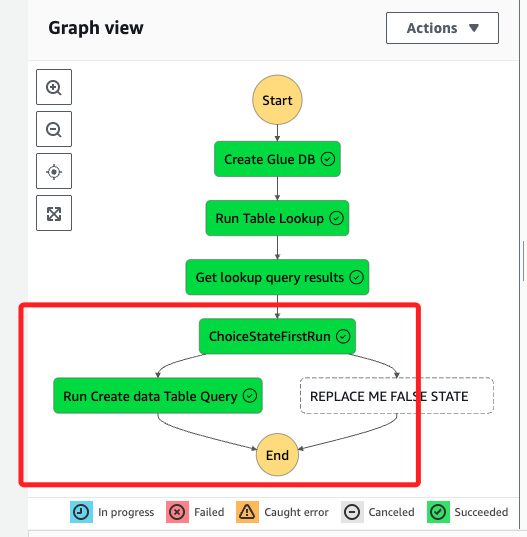 Graph view
Actions
Start
Create Glue DB
Run Table Lookup
Get lookup query results
ChoiceStateFirstRun
Run Create data Table Query
REPLACE ME FALSE STATE
End
In progress
Failed
Caught error
Canceled
Succeeded